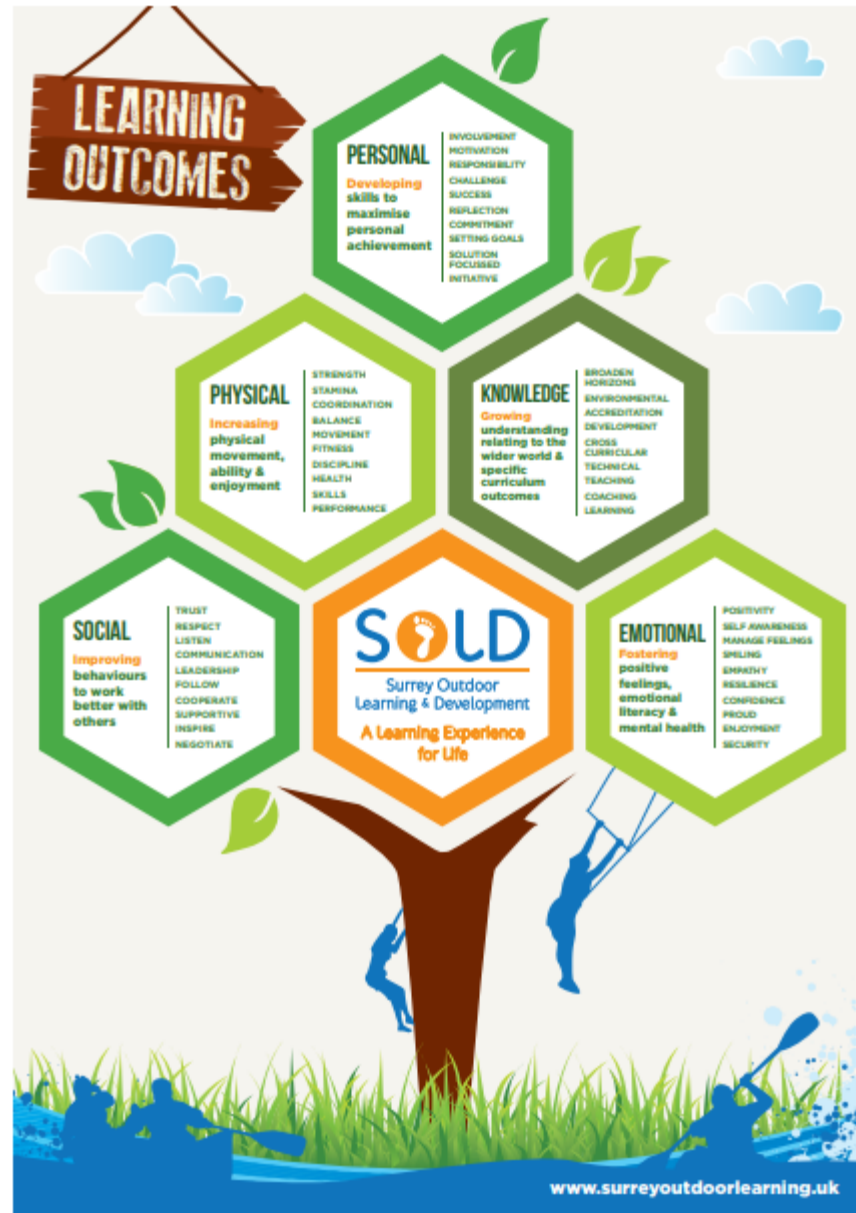 LEARNING
OUTCOMES
PERSONAL
Developing
skills to
maximise
personal
achievement
INVOLVEMENT
MOTIVATION
RESPONSIBILITY
CHALLENGE
SUCCESS
REFLECTION
COMMITMENT
SETTING GOALS
SOLUTION
FOCUSSED
INITIATIVE
PHYSICAL
Increasing
physical
movement,
ability &
enjoyment
STRENGTH
STAMINA
COORDINATION
BALANCE
MOVEMENT
FITNESS
DISCIPLINE
HEALTH
SKILLS
PERFORMANCE
KNOWLEDGE
Growing
understanding
relating to the
wider world &
specific
curriculum
outcomes
BROADEN
HORIZONS
ENVIRONMENTAL
ACCREDITATION
DEVELOPMENT
CROSS
CURRICULAR
TECHNICAL
TEACHING
COACHING
LEARNING
SOCIAL
Improving
behaviours
to work
better with
others
TRUST
RESPECT
LISTEN
COMMUNICATION
LEADERSHIP
FOLLOW
COOPERATE
SUPPORTIVE
INSPIRE
NEGOTIATE
SOLD
Surrey Outdoor
Learning & Development
A Learning Experience
for Life
EMOTIONAL
Fostering
positive
feelings,
emotional
literacy &
mental health
POSITIVITY
SELF AWARENESS
MANAGE FEELINGS
SMILING
EMPATHY
RESILIENCE
CONFIDENCE
PROUD
ENJOYMENT
SECURITY
www.surreyoutdoorlearning.uk